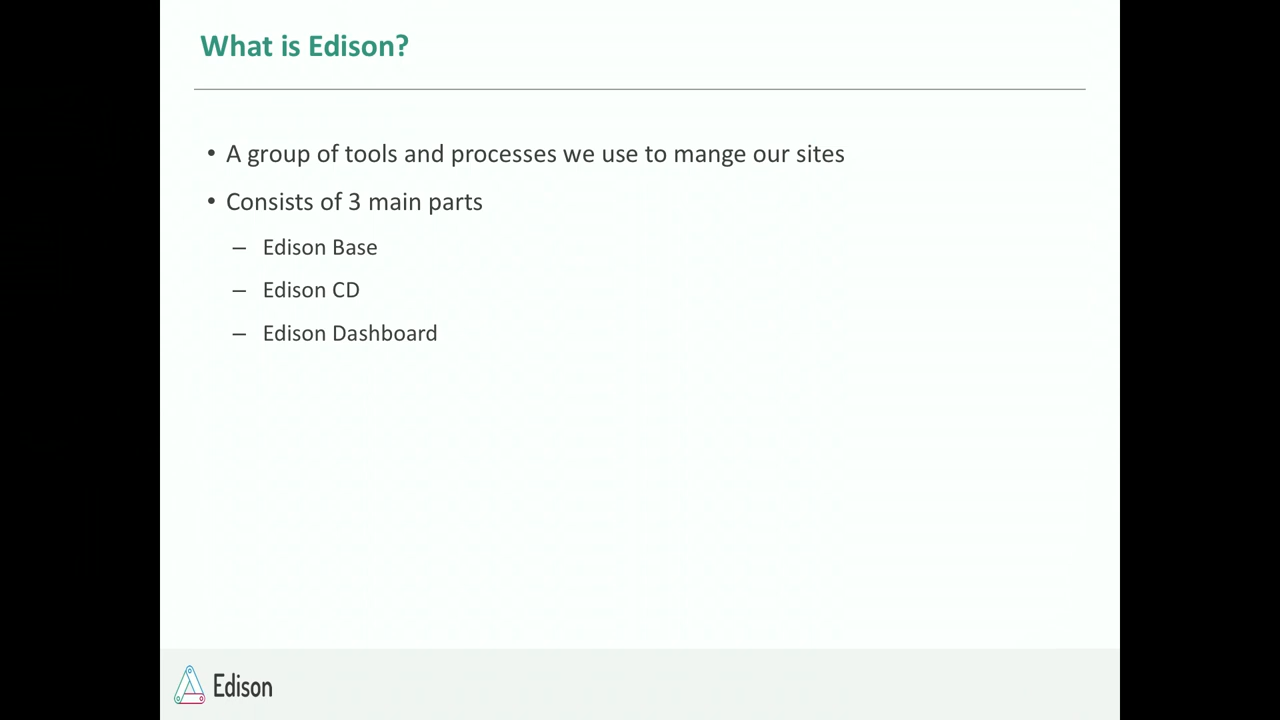 What is Edison?
• A group of tools and processes we use to mange our sites
• Consists of 3 main parts
– Edison Base
– Edison CD
– Edison Dashboard
Edison